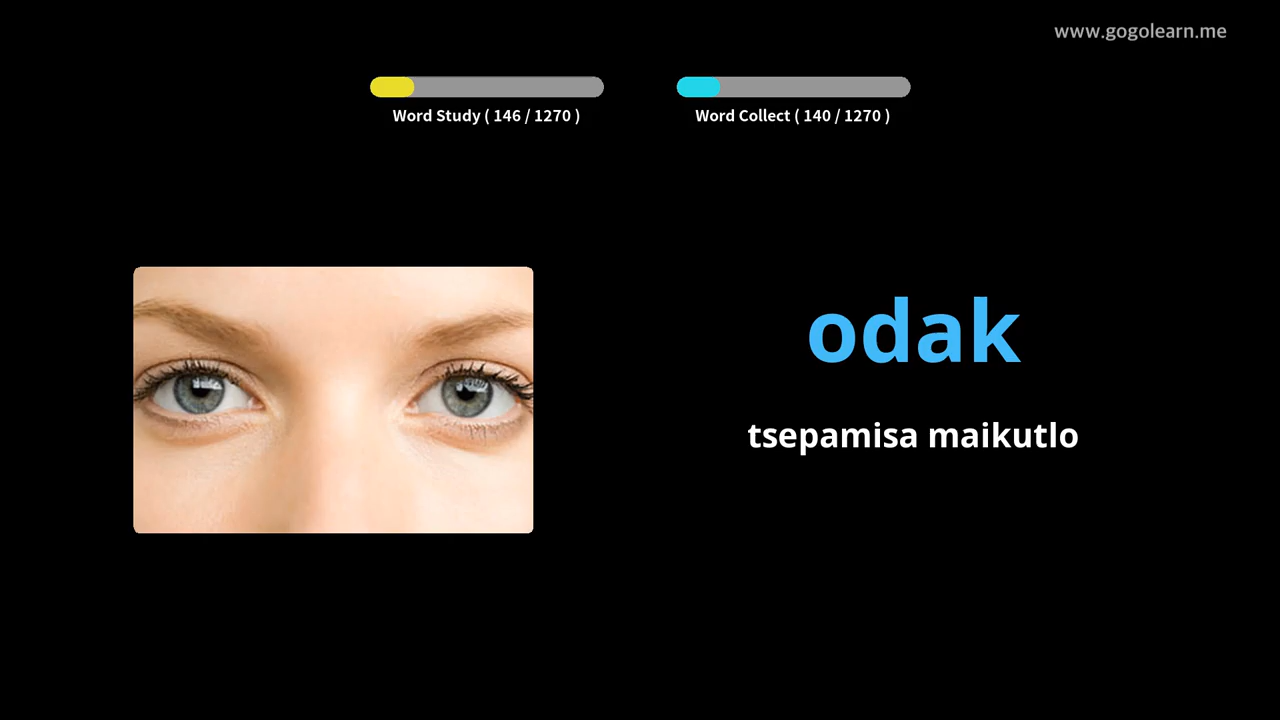 www.gogolearn.me
Word Study ( 146 / 1270 )
Word Collect ( 140 / 1270 )
odak
tsepamisa maikutlo